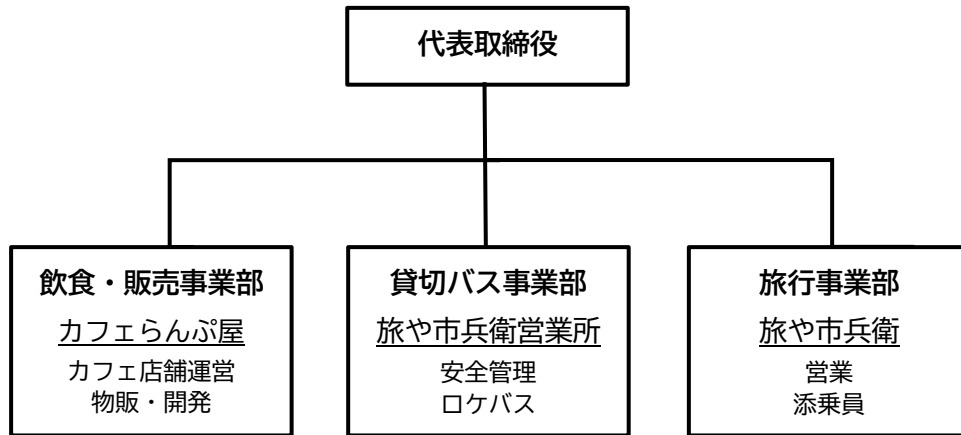 代表取締役
飲食・販売事業部
カフェらんぷ屋
カフェ店舗運営
物販・開発
貸切バス事業部
旅や市兵衛営業所
安全管理
ロケバス
旅行事業部
旅や市兵衛
営業
添乗員